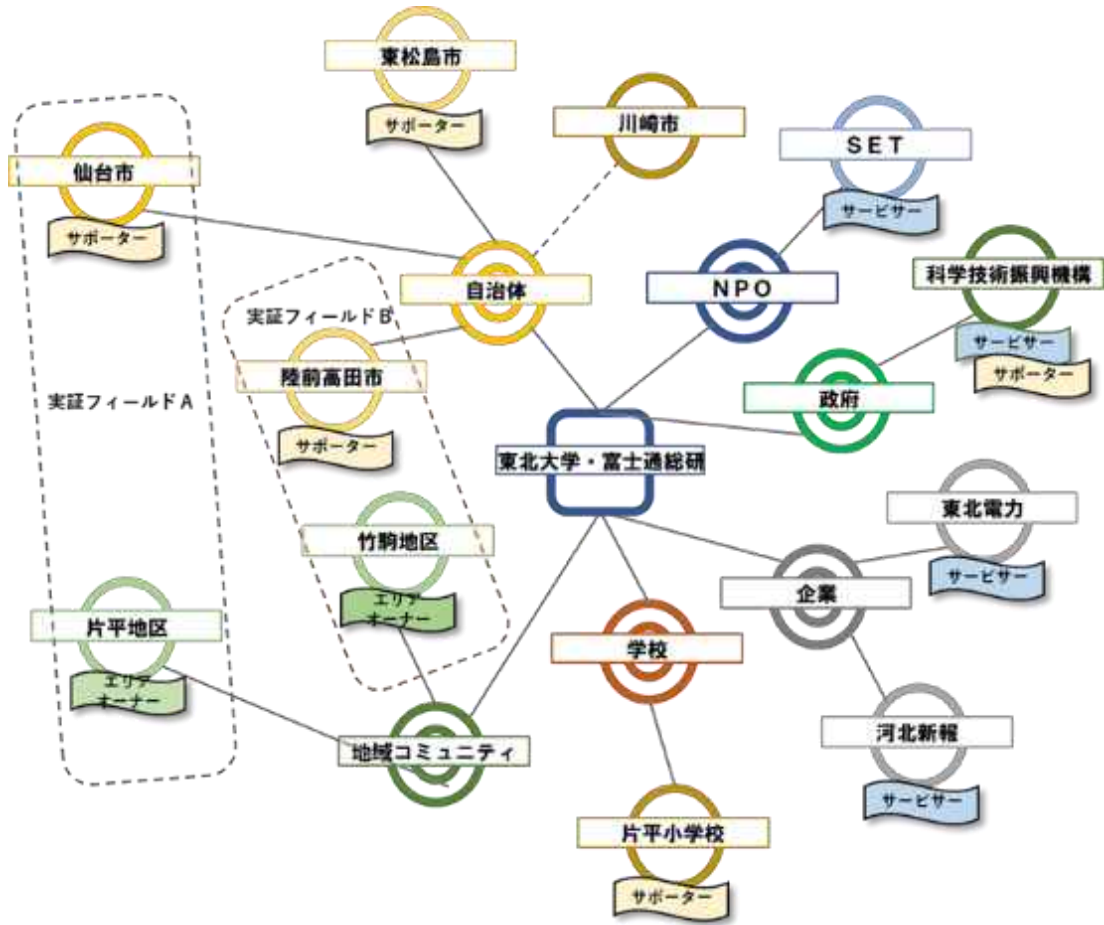 東松島市
サポーター
川崎市
SET
サービサー
仙台市
サポーター
自治体
NPO
科学技術振興機構
サービサー
サポーター
実証フィールドB
陸前高田市
サポーター
政府
実証フィールドA
東北大学・富士通総研
東北電力
サービサー
竹駒地区
エリア
オーナー
企業
片平地区
エリア
オーナー
学校
地域コミュニティ
河北新報
サービサー
片平小学校
サポーター